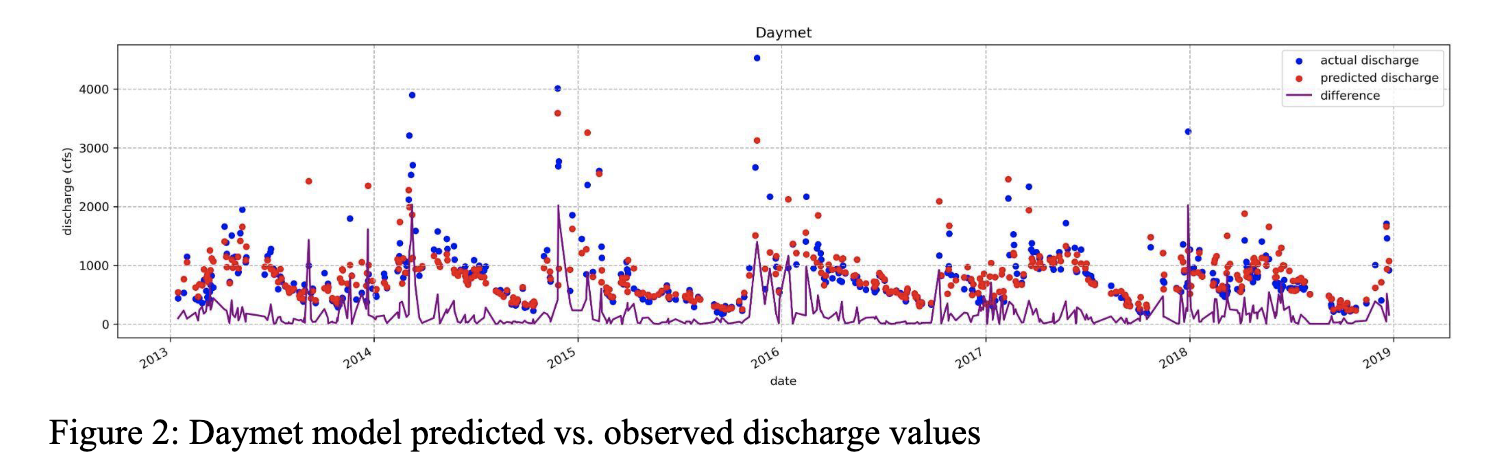 Daymet
actual discharge
predicted discharge
difference
discharge (cfs)
4000
3000
2000
1000
0
2013
2014
2015
2016
2017
2018
2019
date
Figure 2: Daymet model predicted vs. observed discharge values